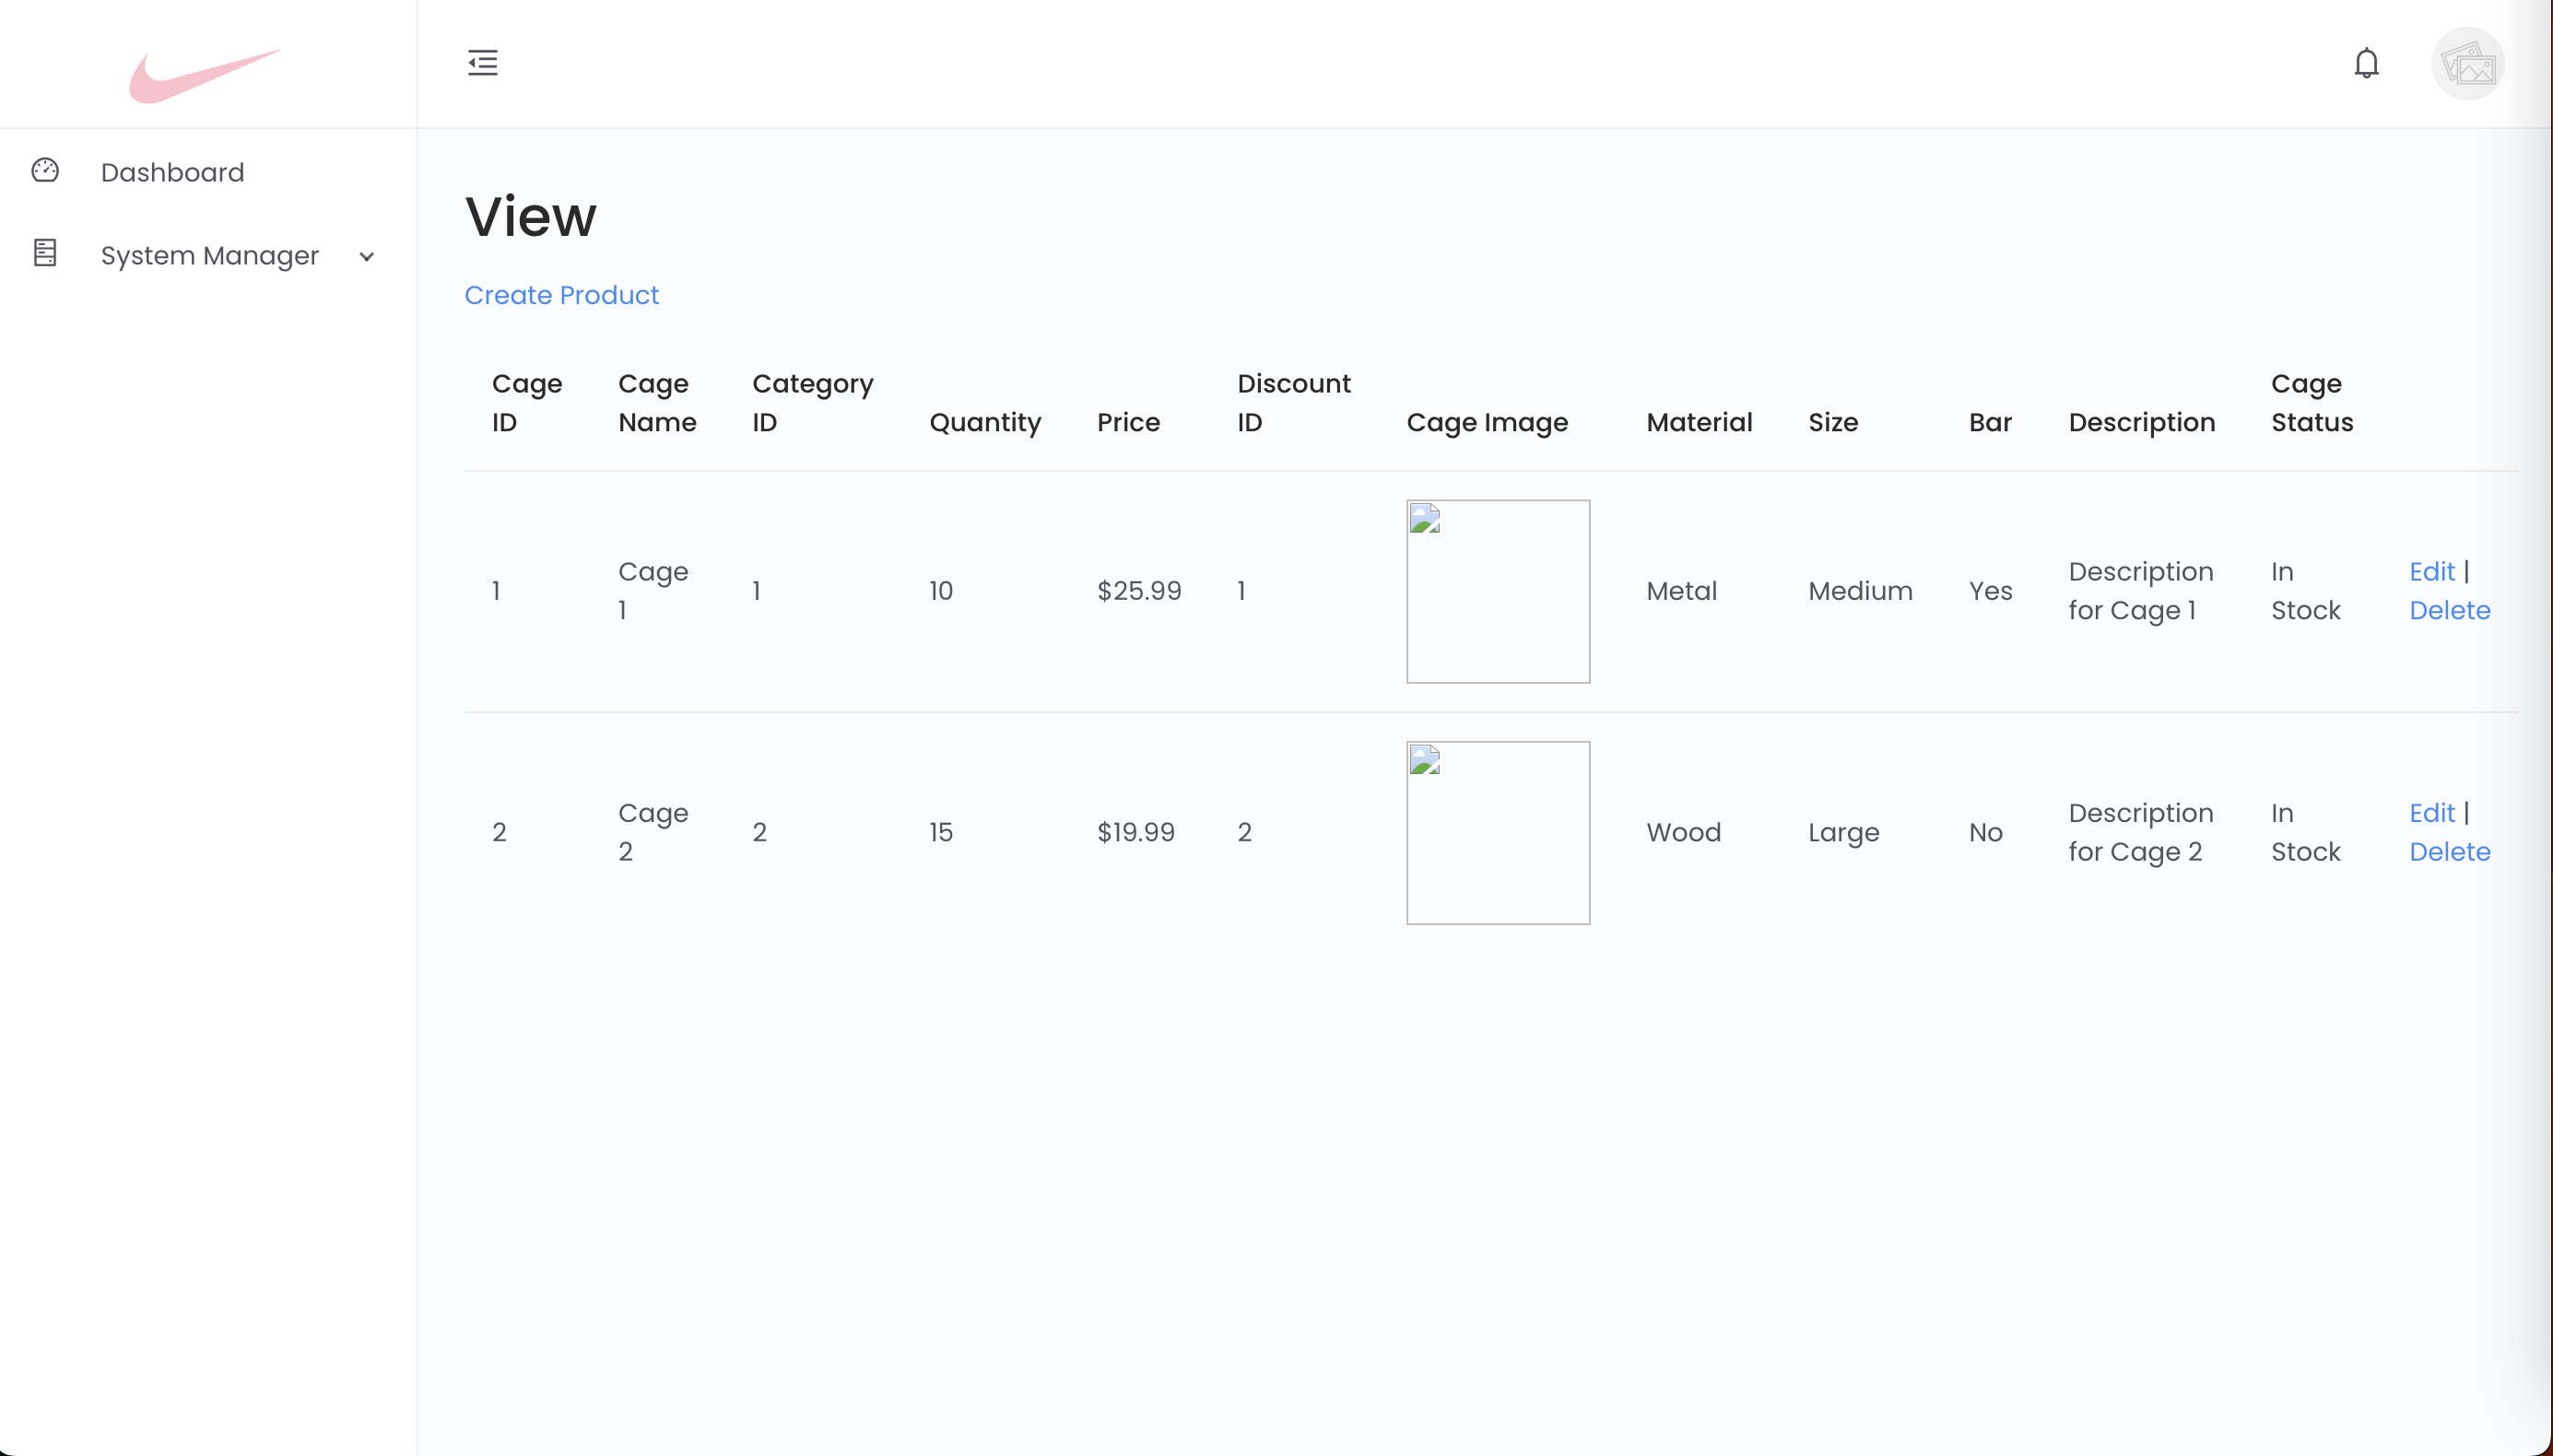 Dashboard
System Manager
View
Create Product
Cage ID Cage Name Category ID Quantity Price Discount ID Cage Image Material Size Bar Description Cage Status
1 Cage 1 1 10 $25.99 1 Metal Medium Yes Description for Cage 1 In Stock Edit | Delete
2 Cage 2 2 15 $19.99 2 Wood Large No Description for Cage 2 In Stock Edit | Delete